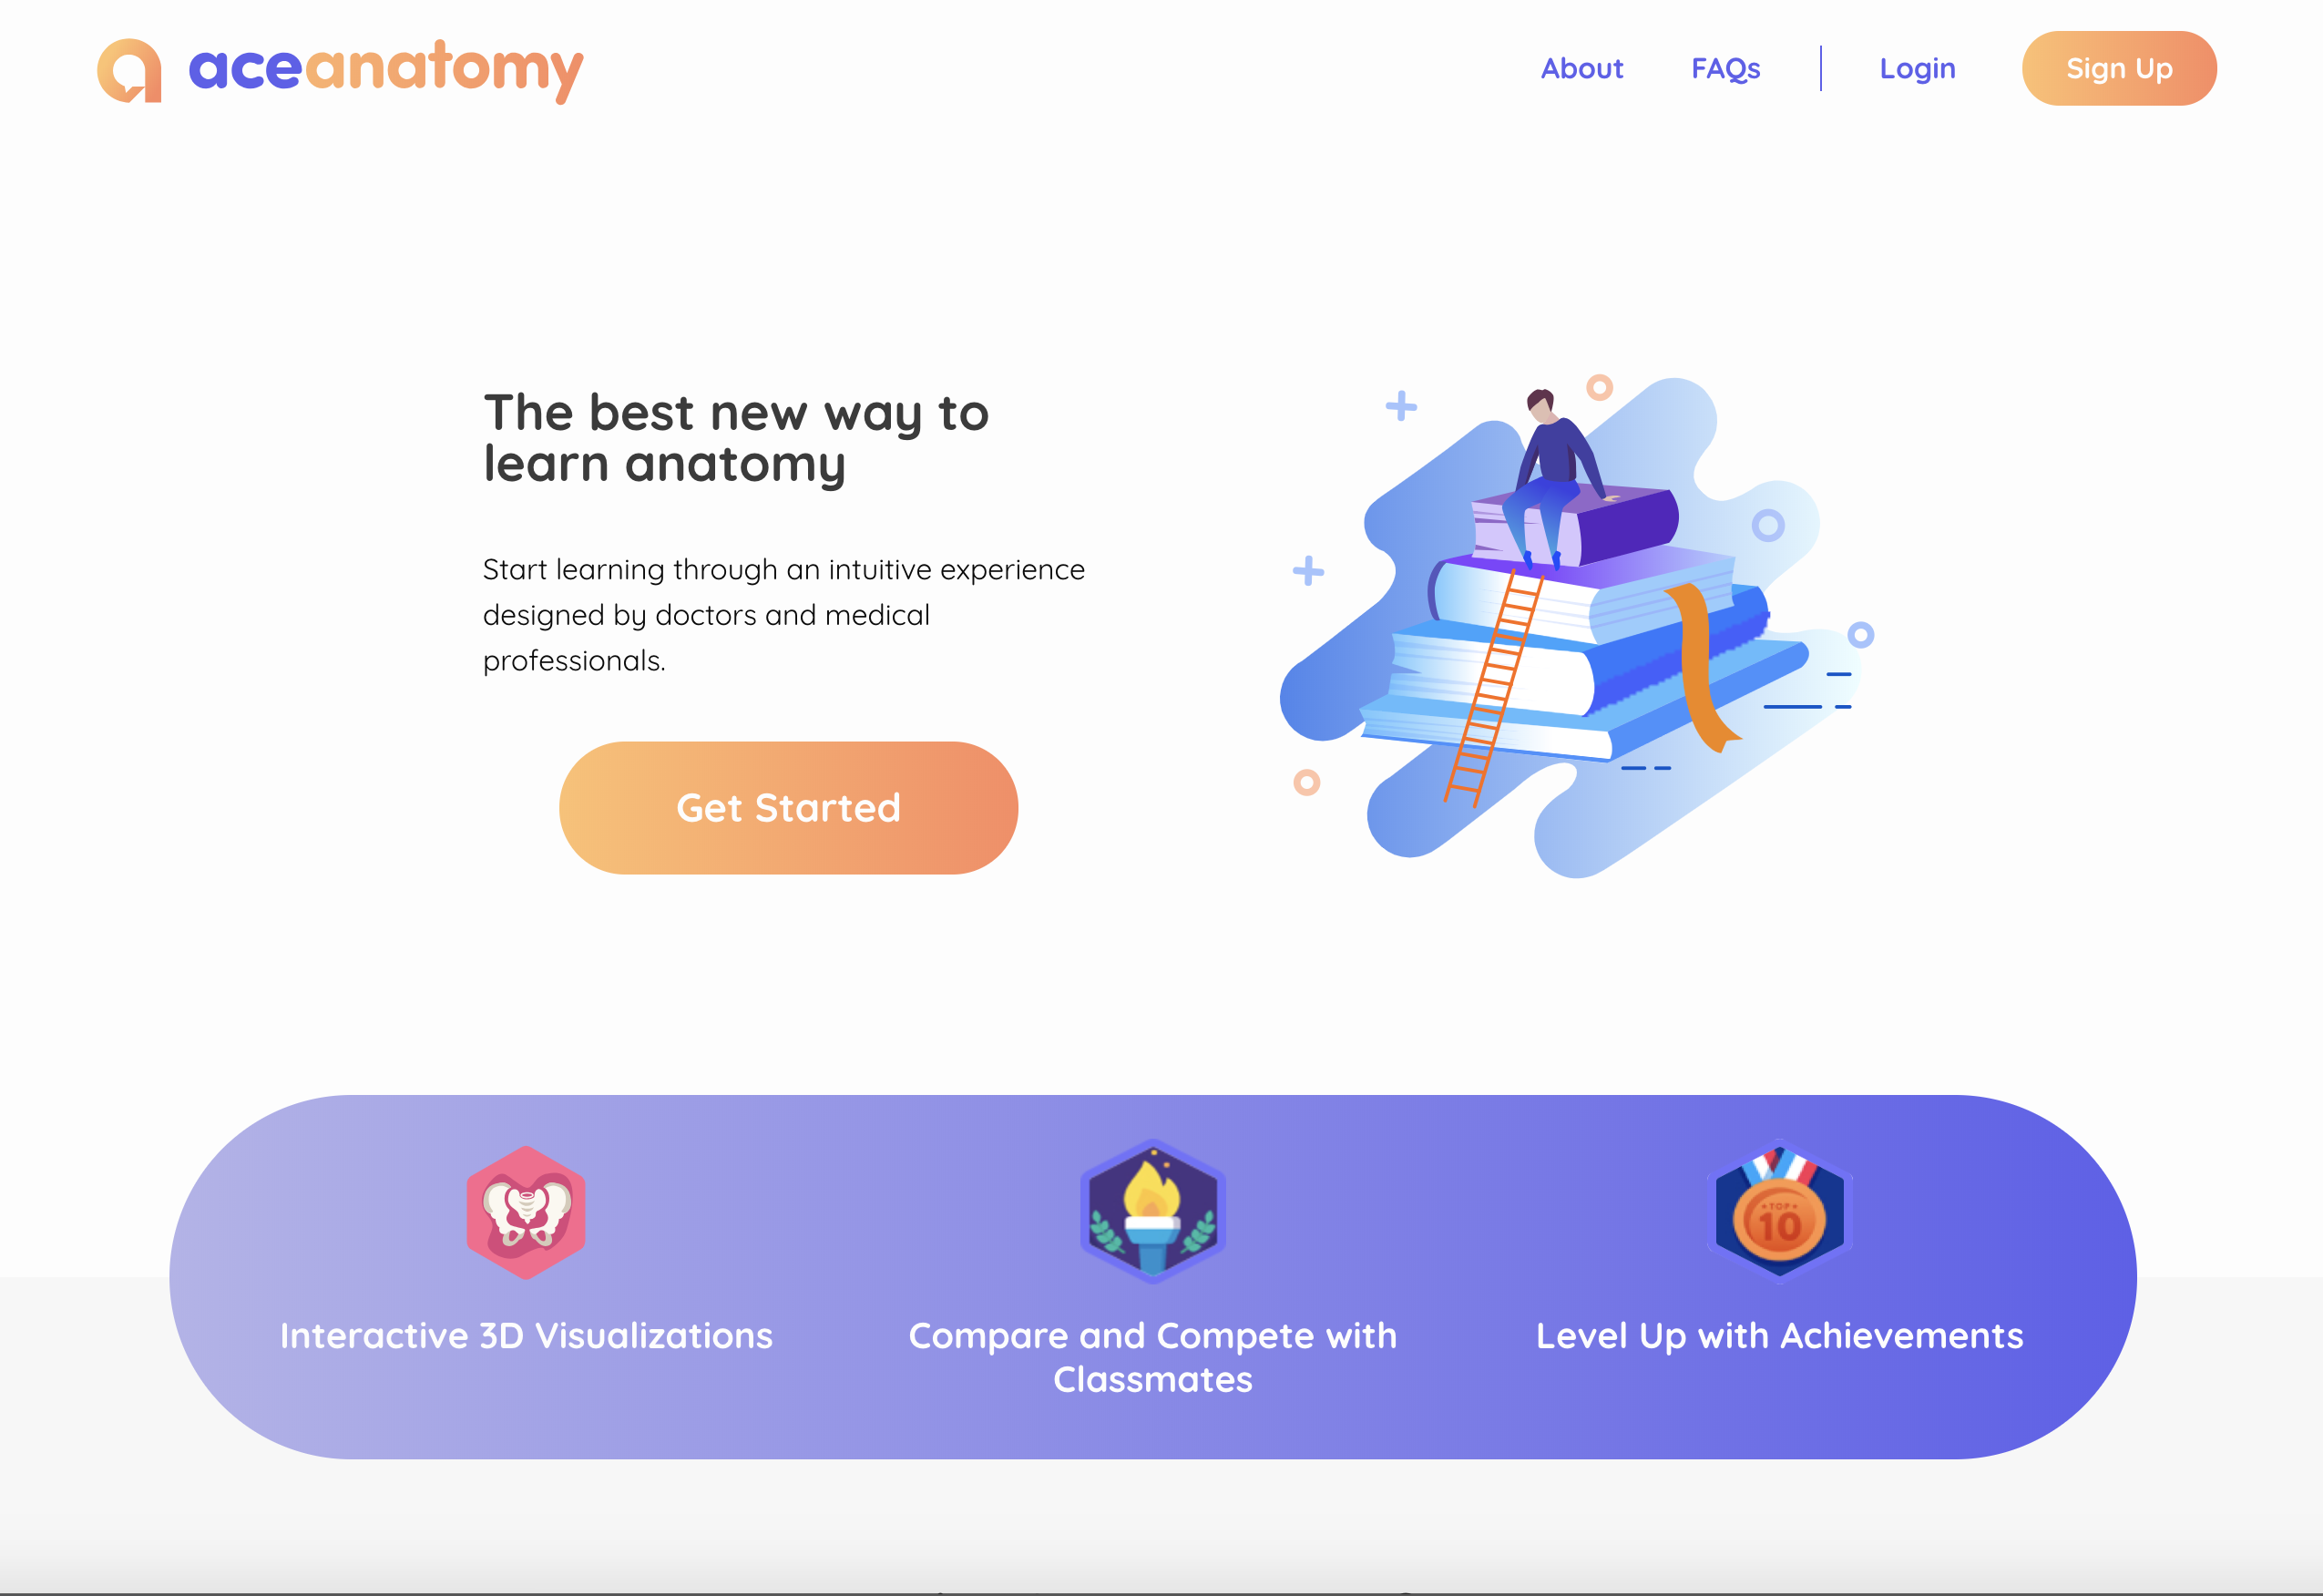 aceanatomy
About
FAQs
Login
Sign Up
The best new way to
learn anatomy
Start learning through an intuitive experience
designed by doctors and medical
professionals.
Get Started
TOP
10
Interactive 3D Visualizations
Compare and Compete with
Classmates
Level Up with Achievements